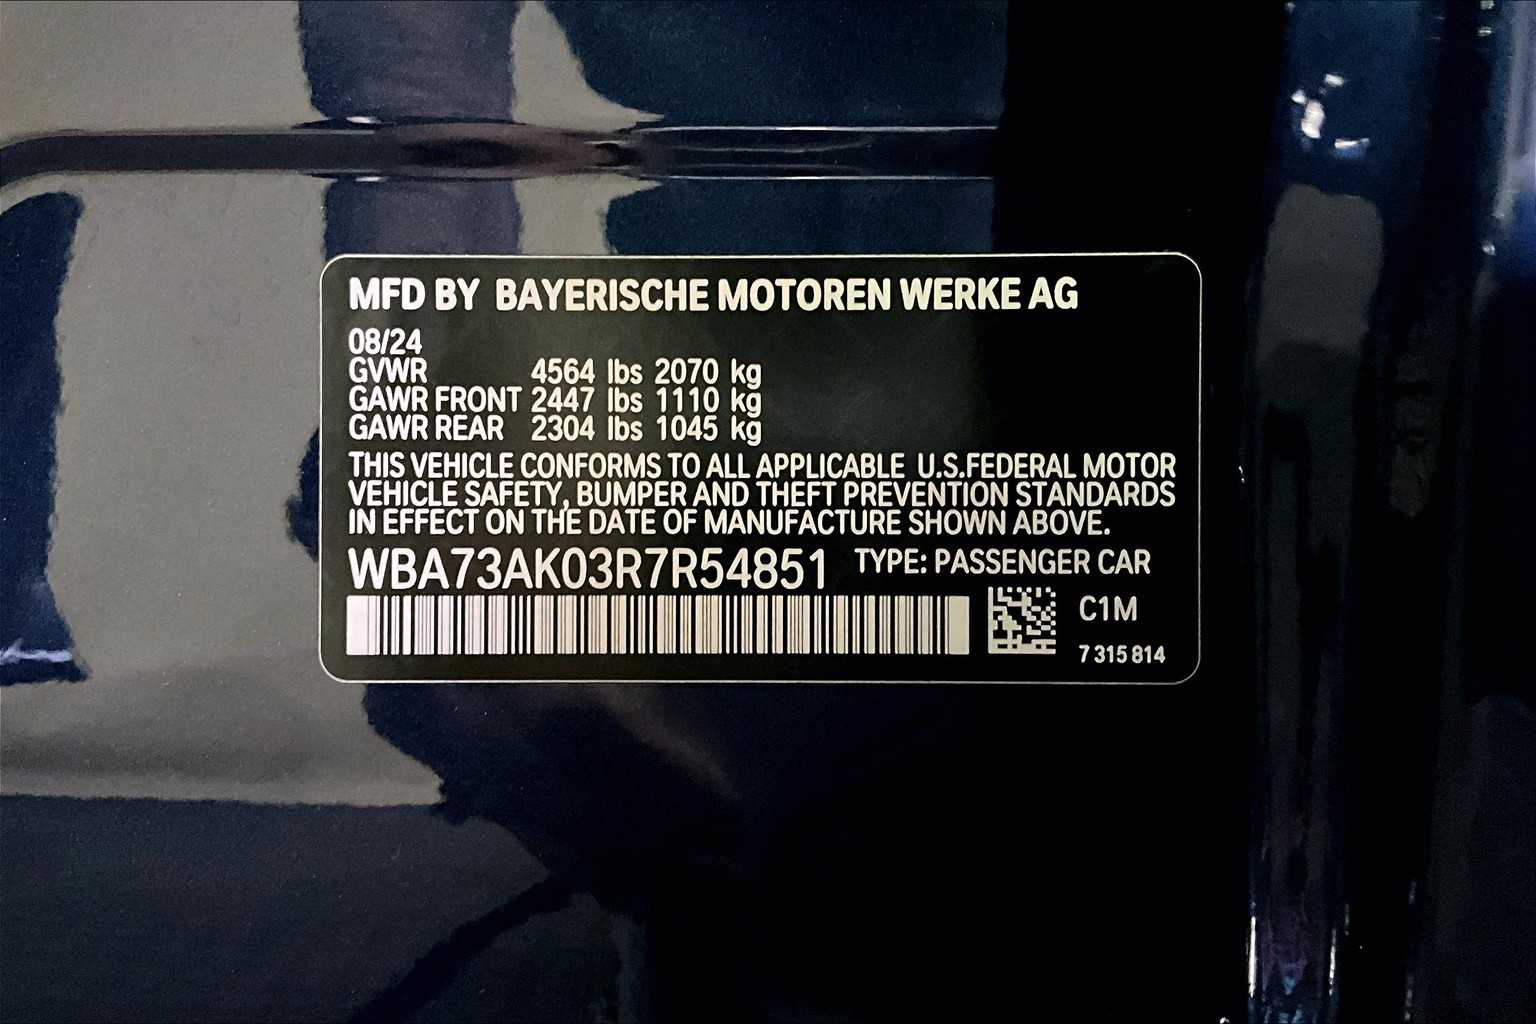 MFD BY BAYERISCHE MOTOREN WERKE AG
08/24
GVWR 4564 lbs 2070 kg
GAWR FRONT 2447 lbs 1110 kg
GAWR REAR 2304 lbs 1045 kg
THIS VEHICLE CONFORMS TO ALL APPLICABLE U.S.FEDERAL MOTOR
VEHICLE SAFETY, BUMPER AND THEFT PREVENTION STANDARDS
IN EFFECT ON THE DATE OF MANUFACTURE SHOWN ABOVE.
WBA73AK03R7R54851 TYPE: PASSENGER CAR
C1M
7 315 814